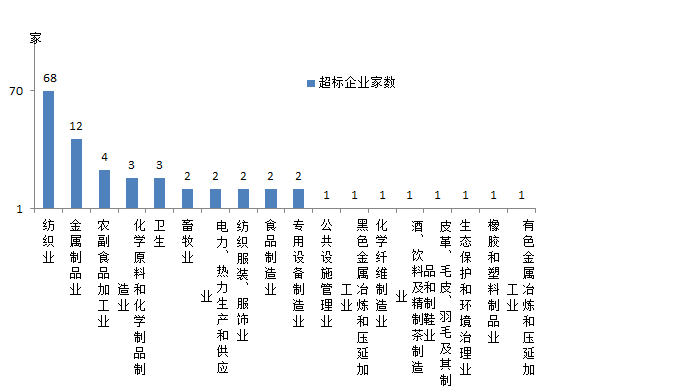 家
超标企业家数
70
1
68
12
4
3
3
2
2
2
2
2
1
1
1
1
1
1
1
1
纺织业
金属制品业
农副食品加工业
化学原料和化学制品制
造业
卫生
畜牧业
电力、热力生产和供应
业
纺织服装、服饰业
食品制造业
专用设备制造业
公共设施管理业
黑色金属冶炼和压延加
工业
化学纤维制造业
酒、饮料及精制茶制造
业
皮革、毛皮、羽毛及其制
品和制鞋业
生态保护和环境治理业
橡胶和塑料制品业
有色金属冶炼和压延加
工业